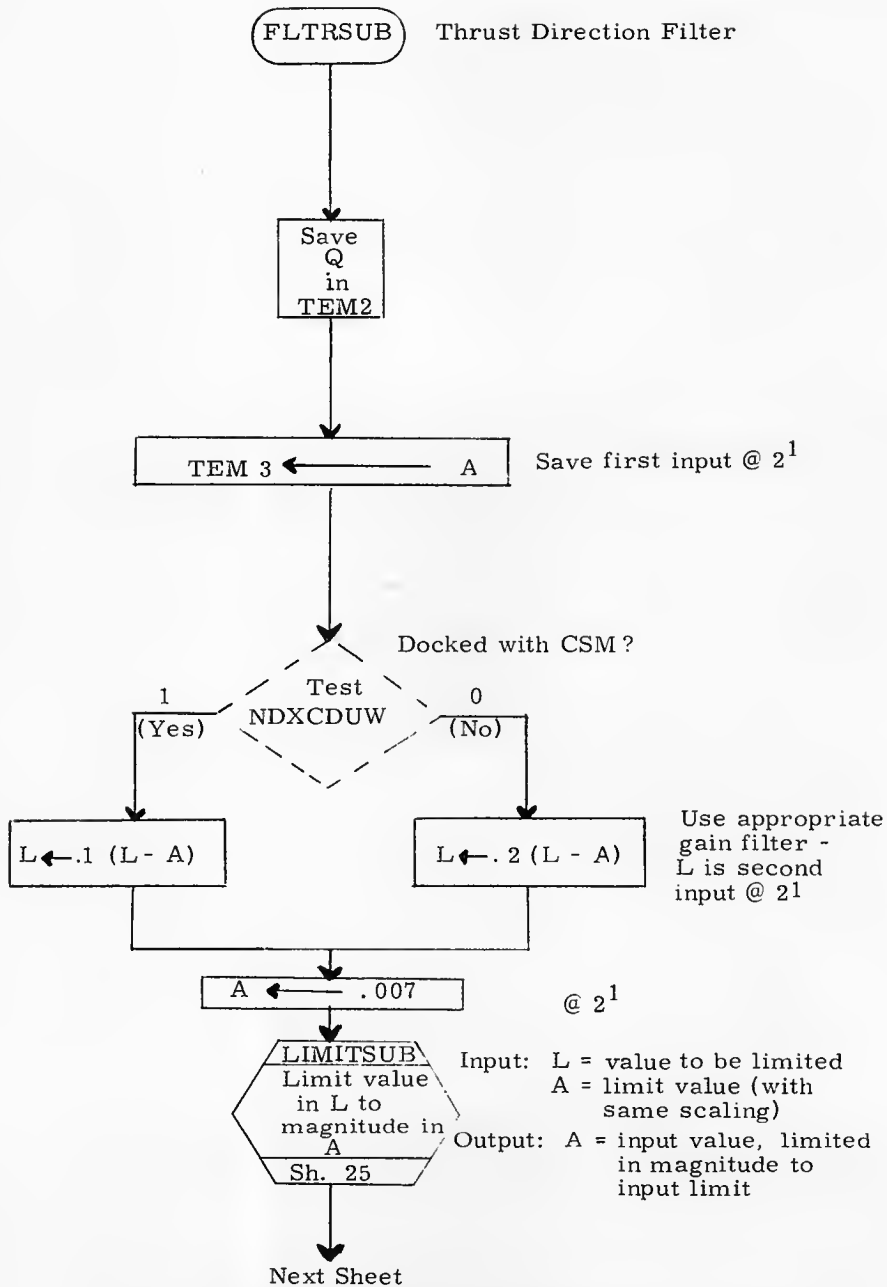 FLTRSUB
Thrust Direction Filter
Save
Q
in
TEM2
TEM 3 ← A
Save first input @ 2¹
Docked with CSM?
Test
NDXCDUW
1
(Yes)
0
(No)
L ← .1 (L - A)
L ← .2 (L - A)
Use appropriate
gain filter -
L is second
input @ 2¹
A ← .007
@ 2¹
LIMITSUB
Limit value
in L to
magnitude in
A
Sh. 25
Input: L = value to be limited
A = limit value (with
same scaling)
Output: A = input value, limited
in magnitude to
input limit
Next Sheet